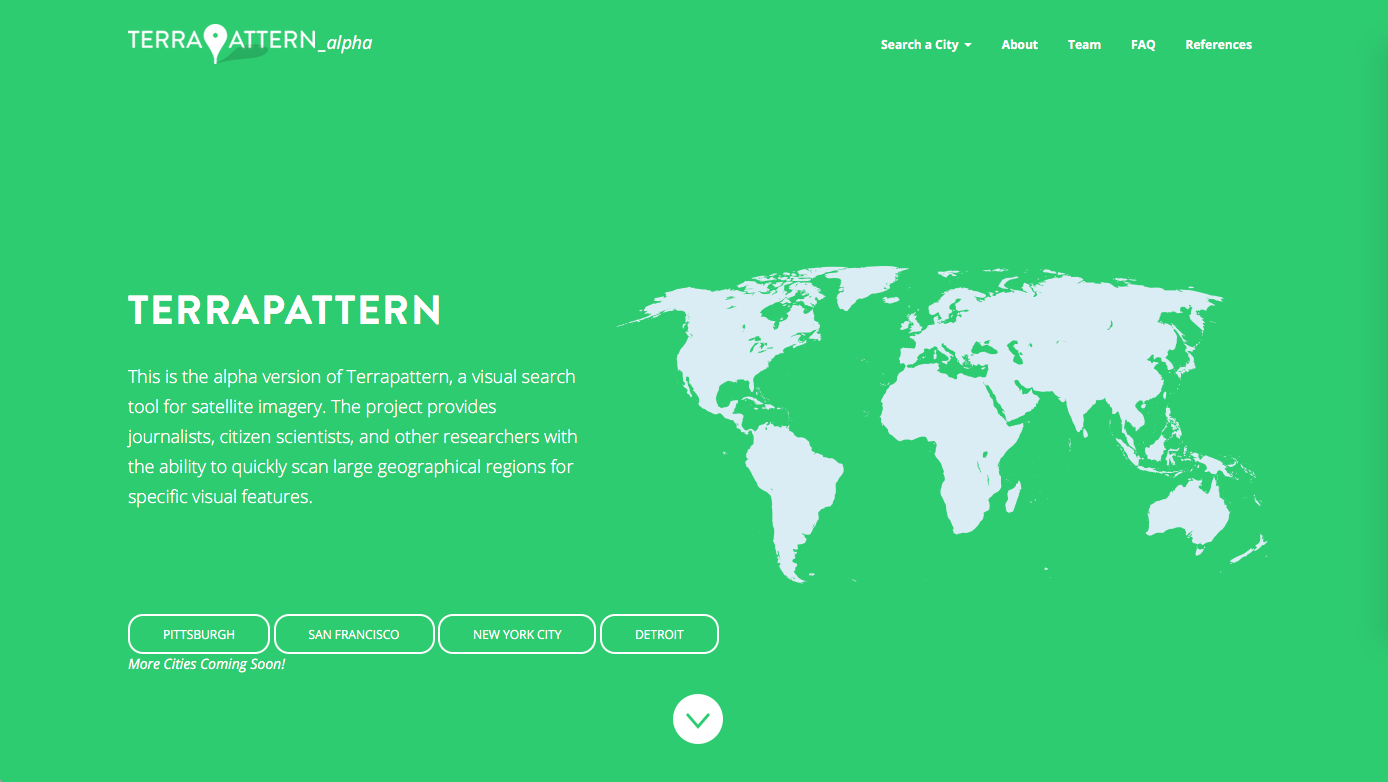 TERRAPATTERN_alpha
Search a City
About
Team
FAQ
References
TERRAPATTERN
This is the alpha version of Terrapattern, a visual search
tool for satellite imagery. The project provides
journalists, citizen scientists, and other researchers with
the ability to quickly scan large geographical regions for
specific visual features.
PITTSBURGH
SAN FRANCISCO
NEW YORK CITY
DETROIT
More Cities Coming Soon!